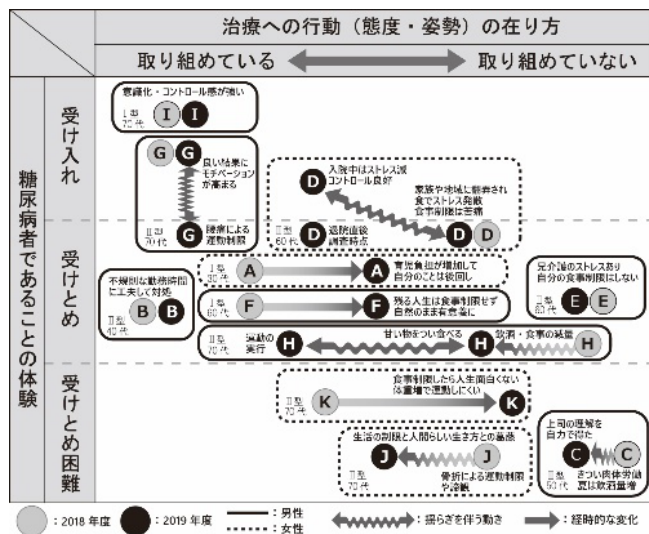 治療への行動(態度・姿勢)の在り方
取り組めている
取り組めていない
糖尿病者であることの体験
受け入れ
受けとめ
受けとめ困難
意識化・コントロール感が強い
Ⅰ型
70代
I
I
G
G
良い結果に
モチベーション
が高まる
Ⅱ型
70代
G
腰痛による
運動制限
D
入院中はストレス減
コントロール良好
家族や地域に翻弄され
食でストレス発散
食事制限は苦痛
Ⅱ型
60代
D
退院直後
調査時点
D
D
不規則な勤務時間
に工夫して対処
Ⅱ型
40代
B
B
Ⅰ型
30代
A
A
育児負担が増加して
自分のことは後回し
Ⅰ型
60代
F
F
残る人生は食事制限せず
自然のまま有意義に
兄介護のストレスあり
自分の食事制限はしない
Ⅱ型
60代
E
E
Ⅱ型
70代
運動の
実行
H
甘い物をつい食べる
H
飲酒・食事の減量
H
食事制限したら人生面白くない
体重増で運動しにくい
Ⅱ型
70代
K
K
生活の制限と人間らしい生き方との葛藤
Ⅱ型
70代
J
J
骨折による運動制限
や諦観
上司の理解を
自力で得た
C
C
Ⅱ型
50代
きつい肉体労働
夏は飲酒量増
:2018年度
:2019年度
:男性
:女性
:揺らぎを伴う動き
:経時的な変化